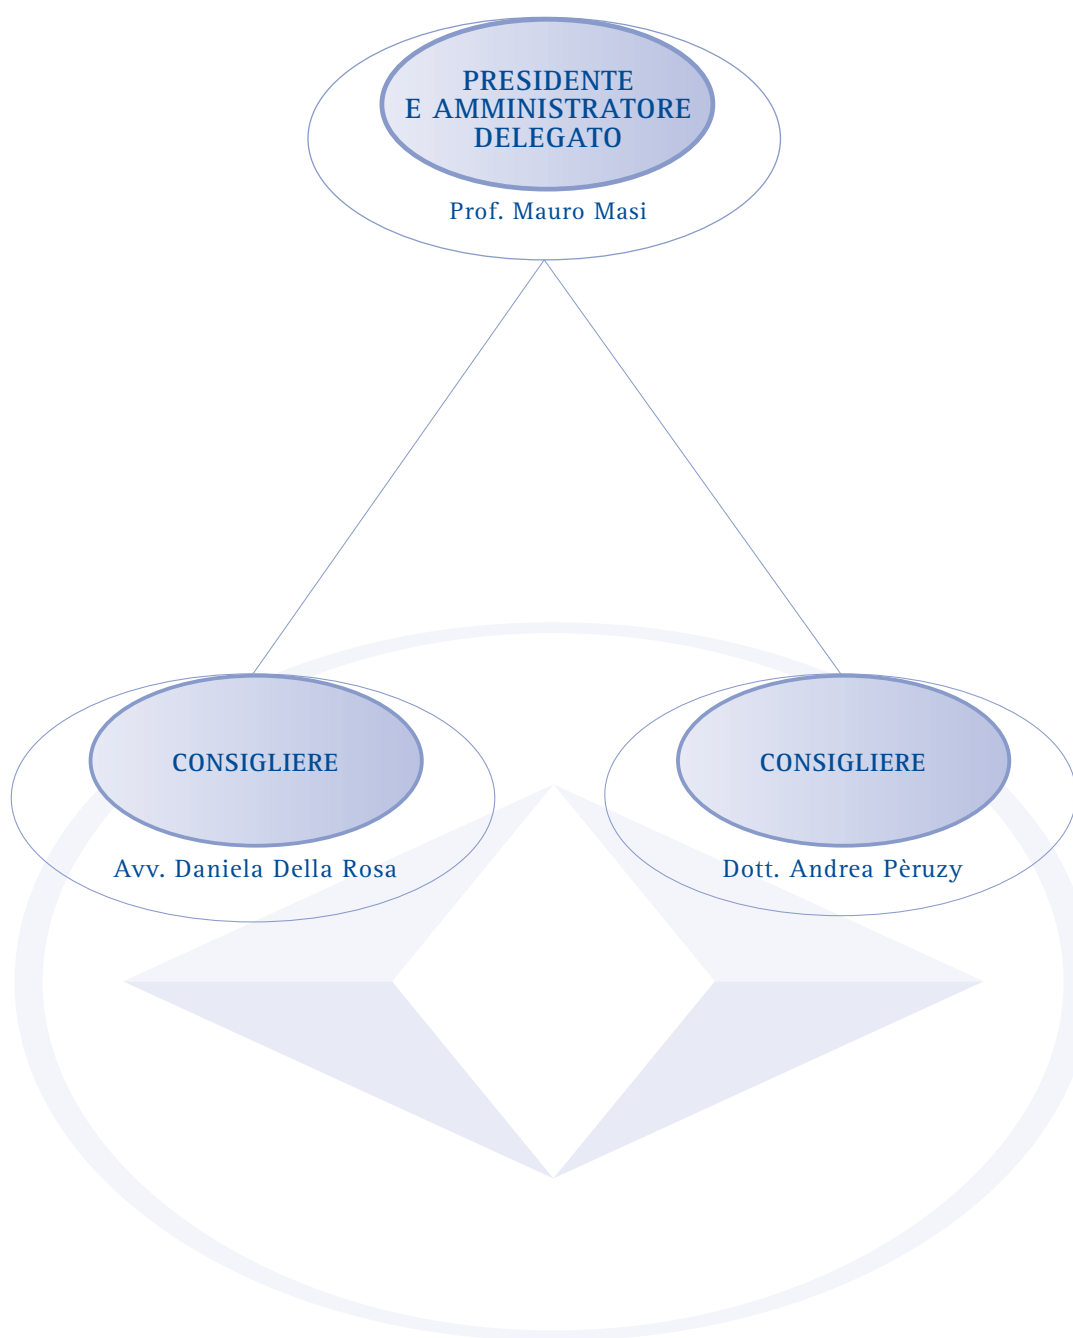 PRESIDENTE
E AMMINISTRATORE
DELEGATO
Prof. Mauro Masi
CONSIGLIERE
Avv. Daniela Della Rosa
CONSIGLIERE
Dott. Andrea Pèruzy